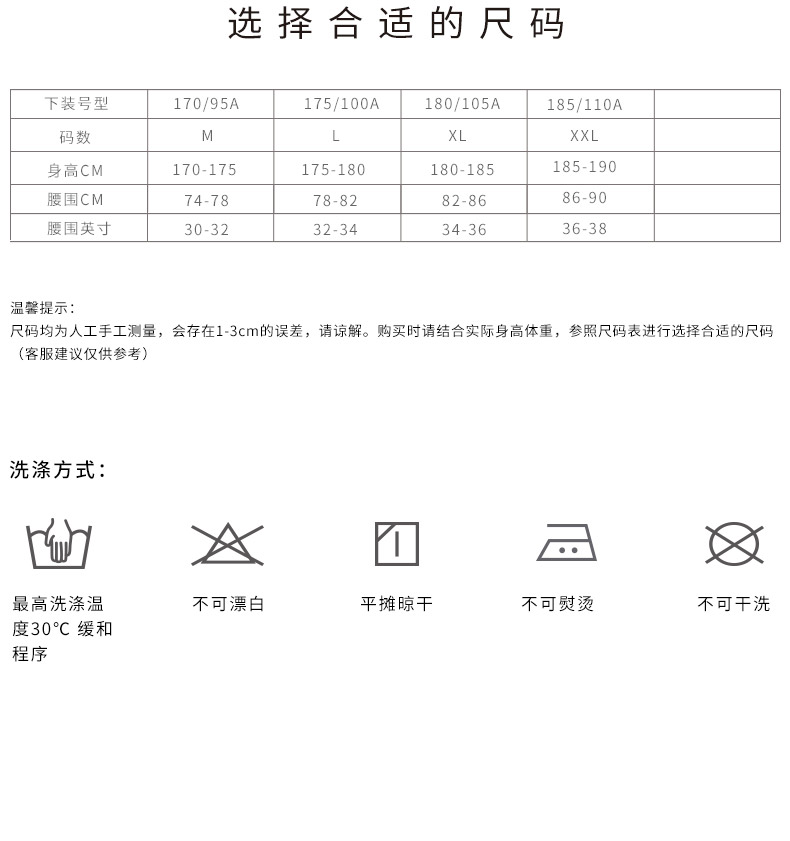 选择合适的尺码
下装号型 170/95A 175/100A 180/105A 185/110A
码数 M L XL XXL
身高CM 170-175 175-180 180-185 185-190
腰围CM 74-78 78-82 82-86 86-90
腰围英寸 30-32 32-34 34-36 36-38
温馨提示：
尺码均为人工手工测量，会存在1-3cm的误差，请谅解。购买时请结合实际身高体重，参照尺码表进行选择合适的尺码
（客服建议仅供参考）
洗涤方式：
最高洗涤温
度30℃ 缓和
程序
不可漂白
平摊晾干
不可熨烫
不可干洗